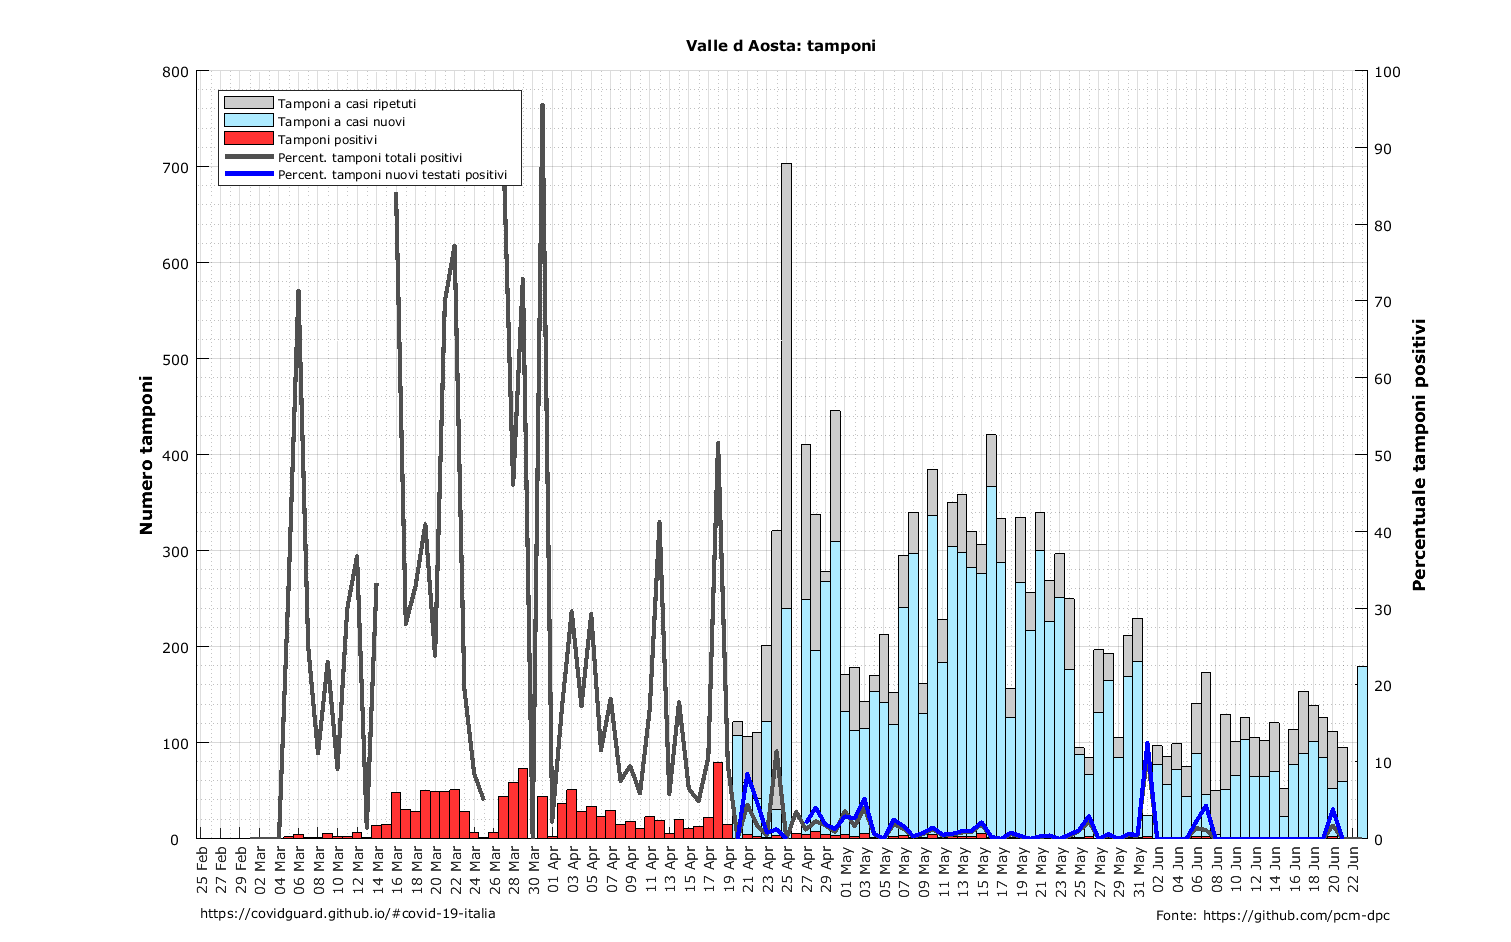 Valle d Aosta: tamponi
Tamponi a casi ripetuti
Tamponi a casi nuovi
Tamponi positivi
Percent. tamponi totali positivi
Percent. tamponi nuovi testati positivi
Numero tamponi
800
700
600
500
400
300
200
100
0
Percentuale tamponi positivi
100
90
80
70
60
50
40
30
20
10
0
25 Feb
27 Feb
29 Feb
02 Mar
04 Mar
06 Mar
08 Mar
10 Mar
12 Mar
14 Mar
16 Mar
18 Mar
20 Mar
22 Mar
24 Mar
26 Mar
28 Mar
30 Mar
01 Apr
03 Apr
05 Apr
07 Apr
09 Apr
11 Apr
13 Apr
15 Apr
17 Apr
19 Apr
21 Apr
23 Apr
25 Apr
27 Apr
29 Apr
01 May
03 May
05 May
07 May
09 May
11 May
13 May
15 May
17 May
19 May
21 May
23 May
25 May
27 May
29 May
31 May
02 Jun
04 Jun
06 Jun
08 Jun
10 Jun
12 Jun
14 Jun
16 Jun
18 Jun
20 Jun
22 Jun
https://covidguard.github.io/#covid-19-italia
Fonte: https://github.com/pcm-dpc